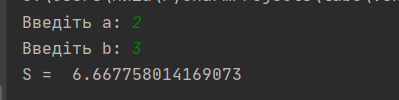 Введіть a: 2
Введіть b: 3
S =  6.667758014169073